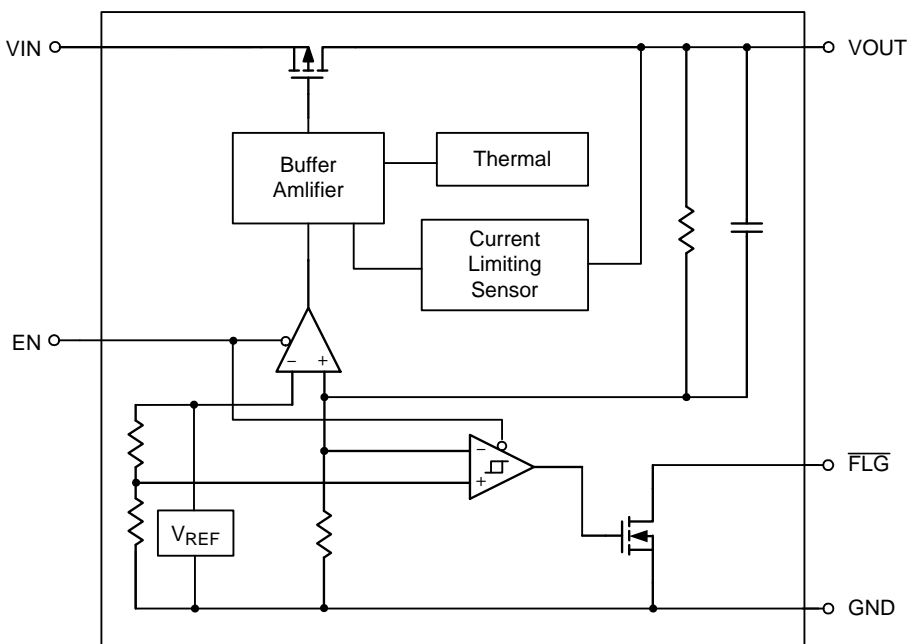 VIN
VOUT
Buffer
Amlifier
Thermal
Current
Limiting
Sensor
EN
−
+
−
+
FLG
VREF
GND